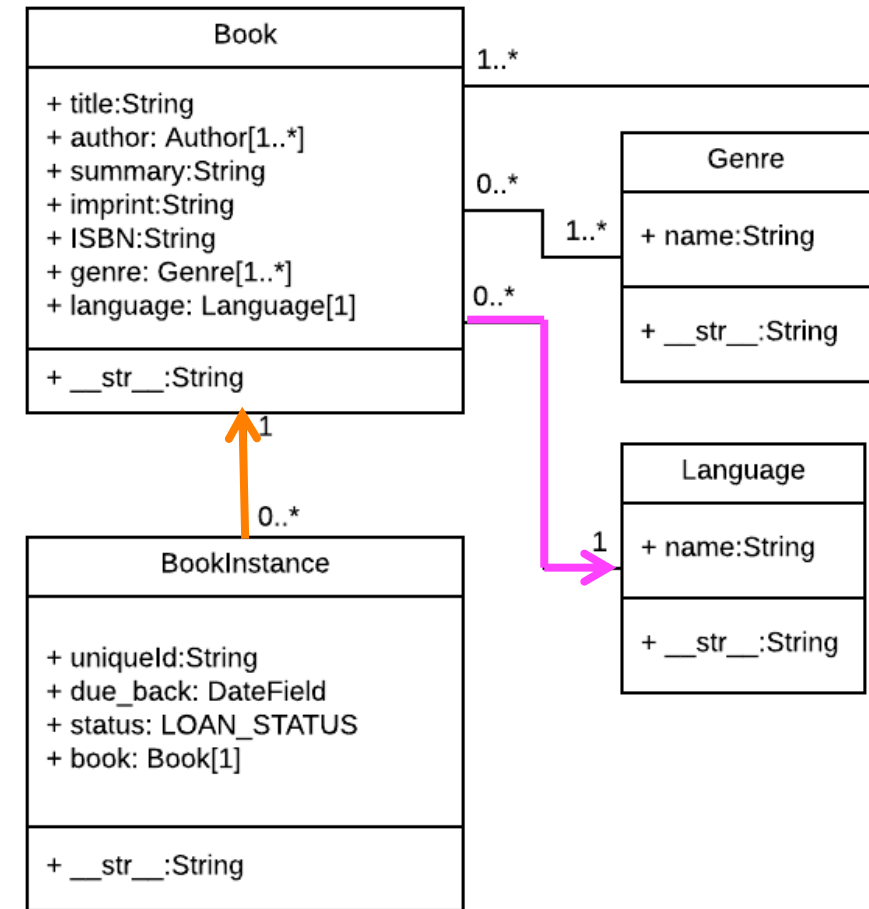 Book
+ title:String
+ author: Author[1..*]
+ summary:String
+ imprint:String
+ ISBN:String
+ genre: Genre[1..*]
+ language: Language[1]
+ __str__:String
1..*
0..*
1..*
0..*
1
Genre
+ name:String
+ __str__:String
Language
+ name:String
+ __str__:String
1
0..*
BookInstance
+ uniqueId:String
+ due_back: DateField
+ status: LOAN_STATUS
+ book: Book[1]
+ __str__:String